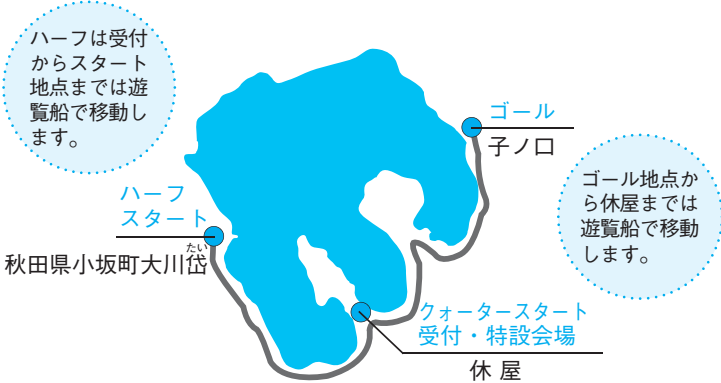 ハーフは受付
からスタート
地点までは遊
覧船で移動し
ます。
ゴール
子ノ口
ゴール地点か
ら休屋までは
遊覧船で移動
します。
ハーフ
スタート
たい
秋田県小坂町大川岱
クォータースタート
受付・特設会場
休屋